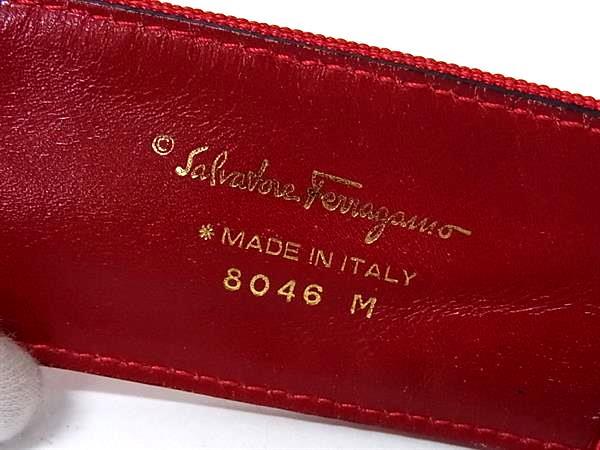 © Salvatore Ferragamo
* MADE IN ITALY
8046 M